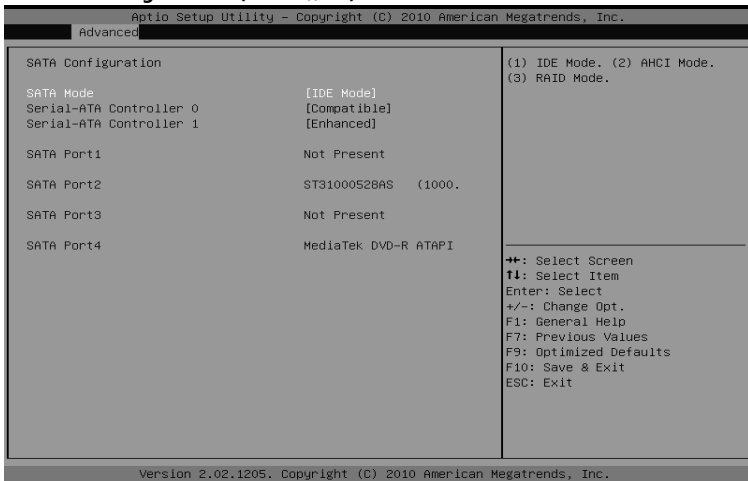 Aptio Setup Utility – Copyright (C) 2010 American Megatrends, Inc.
Advanced
SATA Configuration
SATA Mode [IDE Mode]
Serial-ATA Controller 0 [Compatible]
Serial-ATA Controller 1 [Enhanced]
SATA Port1 Not Present
SATA Port2 ST31000528AS (1000.
SATA Port3 Not Present
SATA Port4 MediaTek DVD-R ATAPI
(1) IDE Mode. (2) AHCI Mode.
(3) RAID Mode.
→←: Select Screen
↑↓: Select Item
Enter: Select
+/-: Change Opt.
F1: General Help
F7: Previous Values
F9: Optimized Defaults
F10: Save & Exit
ESC: Exit
Version 2.02.1205. Copyright (C) 2010 American Megatrends, Inc.